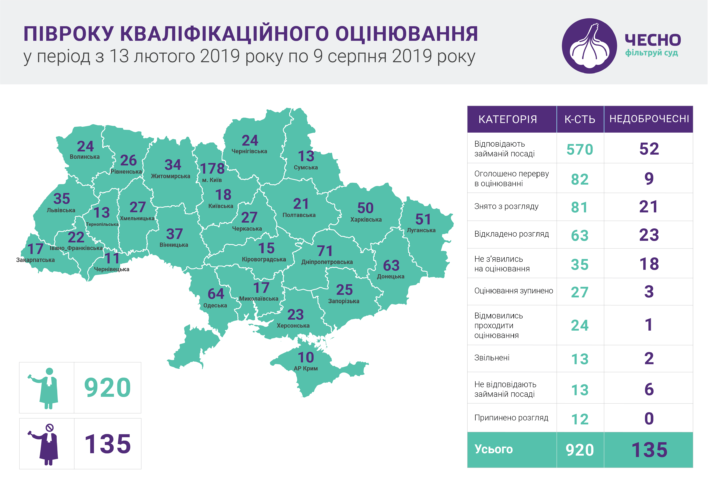 ПІВРОКУ КВАЛІФІКАЦІЙНОГО ОЦІНЮВАННЯ
у період з 13 лютого 2019 року по 9 серпня 2019 року
ЧЕСНО
фільтруй суд
24
Волинська
26
Рівненська
34
Житомирська
178
м. Київ
24
Чернігівська
13
Сумська
35
Львівська
13
Тернопільська
27
Хмельницька
18
Київська
27
Черкаська
21
Полтавська
50
Харківська
51
Луганська
17
Закарпатська
22
Івано_Франківська
11
Чернівецька
37
Вінницька
15
Кіровоградська
71
Дніпропетровська
63
Донецька
64
Одеська
17
Миколаївська
23
Херсонська
25
Запорізька
10
АР Крим
920
135
КАТЕГОРІЯ К-СТЬ НЕДОБРОЧЕСНІ
Відповідають
займаній посаді 570 52
Оголошено перерву
в оцінюванні 82 9
Знято з розгляду 81 21
Відкладено розгляд 63 23
Не з’явились
на оцінювання 35 18
Оцінювання зупинено 27 3
Відмовились
проходити
оцінювання 24 1
Звільнені 13 2
Не відповідають
займаній посаді 13 6
Припинено розгляд 12 0
Усього 920 135